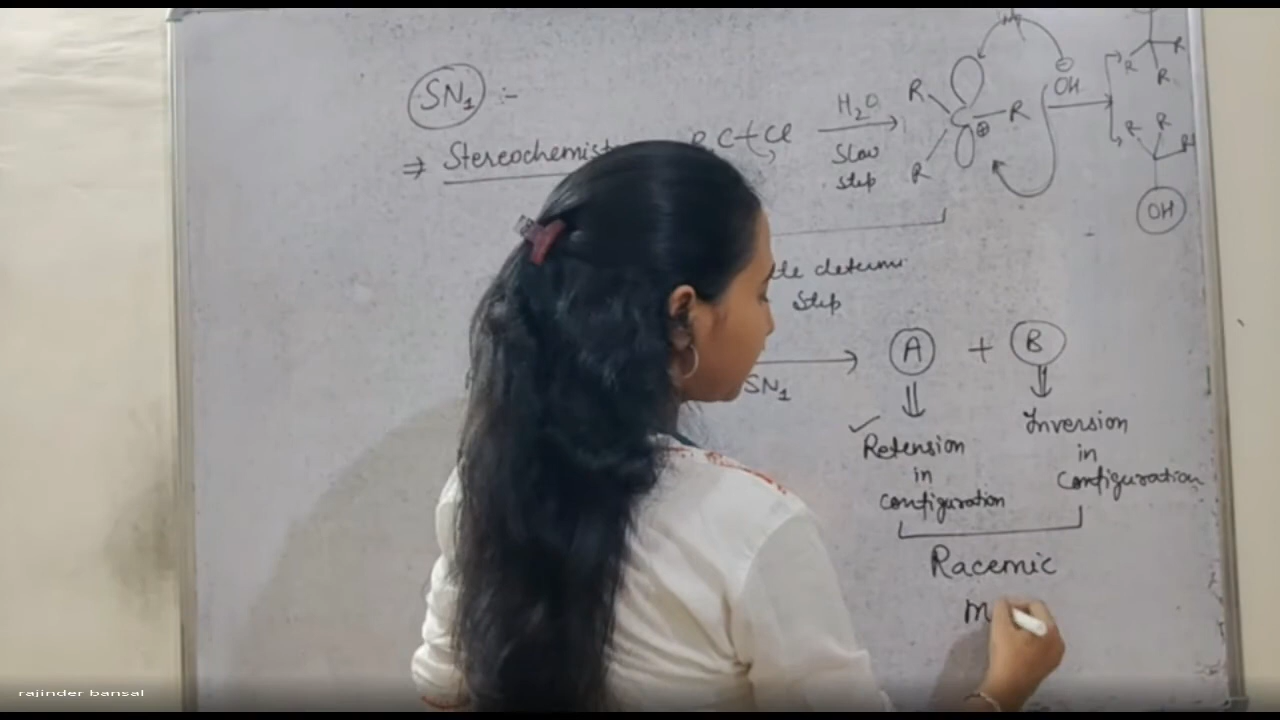 SN₁ :-
⇒ Stereochemist
C Cl
H₂O
Slow
step
R
R
R
C
⊕
⊖
OH
R
R
R
R
R
OH
determi
Step
SN₁
A + B
Retension
in
configuration
Inversion
in
configuration
Racemic
m
rajinder bansal